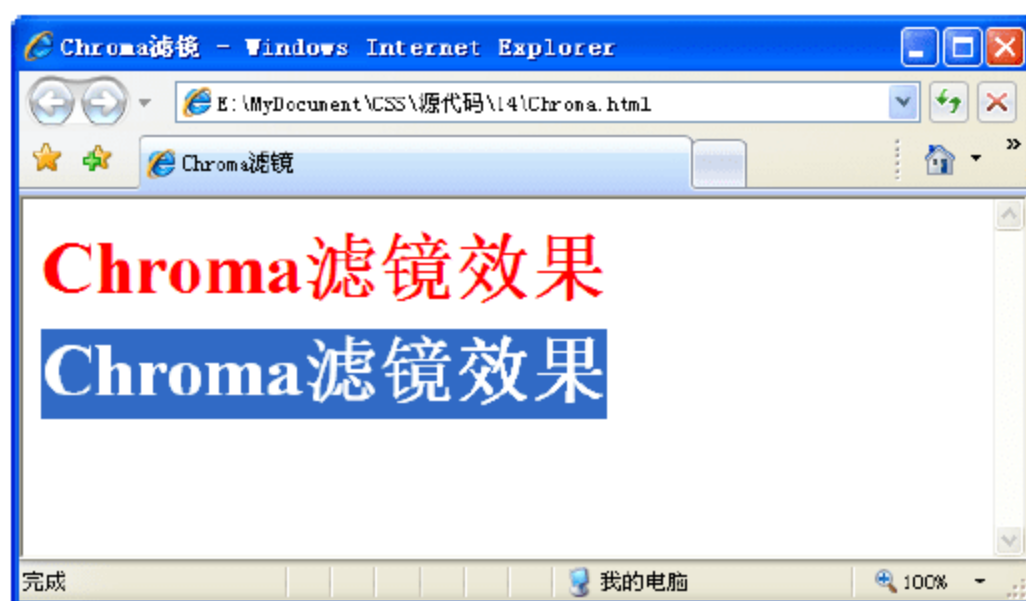 Chroma滤镜 - Windows Internet Explorer
E:\MyDocument\CSS\源代码\14\Chroma.html
Chroma滤镜
Chroma滤镜效果
Chroma滤镜效果
完成 我的电脑 100%